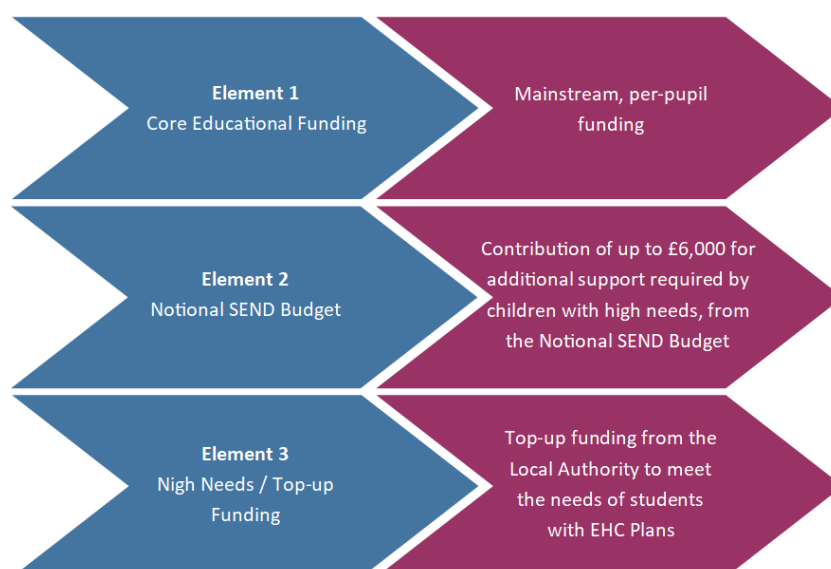 Element 1
Core Educational Funding
Mainstream, per-pupil
funding
Element 2
Notional SEND Budget
Contribution of up to £6,000 for
additional support required by
children with high needs, from
the Notional SEND Budget
Element 3
Nigh Needs / Top-up
Funding
Top-up funding from the
Local Authority to meet
the needs of students
with EHC Plans